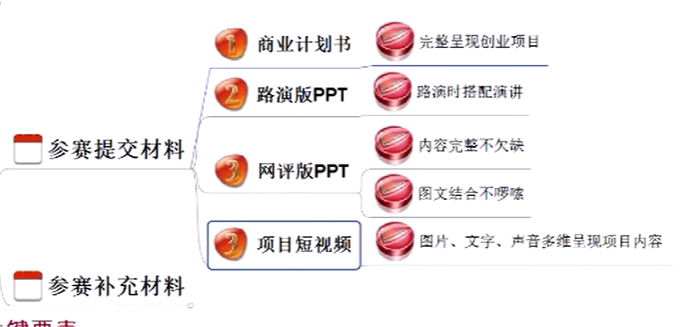 1 商业计划书 完整呈现创业项目
2 路演版PPT 路演时搭配演讲
参赛提交材料
3 网评版PPT 内容完整不欠缺
图文结合不啰嗦
3 项目短视频 图片、文字、声音多维呈现项目内容
参赛补充材料
键要素